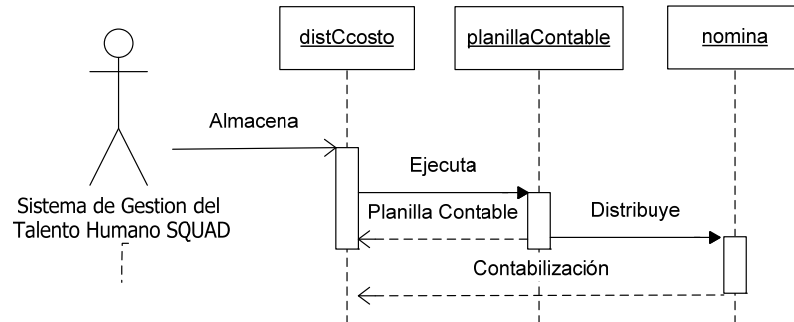 distCcosto
planillaContable
nomina
Almacena
Ejecuta
Planilla Contable
Distribuye
Sistema de Gestion del
Talento Humano SQUAD
Contabilización